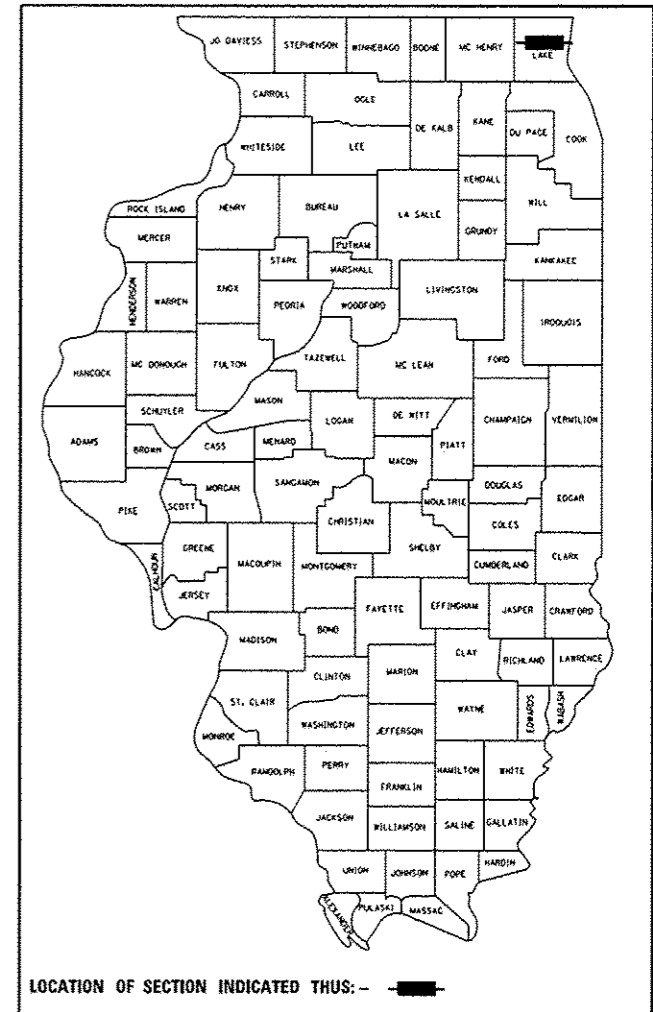 JO DAVIESS
STEPHENSON
WINNEBAGO
BOONE
MC HENRY
LAKE
CARROLL
OGLE
DE KALB
KANE
DU PAGE
COOK
WHITESIDE
LEE
KENDALL
WILL
ROCK ISLAND
HENRY
BUREAU
LA SALLE
GRUNDY
MERCER
PUTNAM
KANKAKEE
STARK
MARSHALL
HENDERSON
WARREN
KNOX
PEORIA
WOODFORD
LIVINGSTON
IROQUOIS
HANCOCK
MC DONOUGH
FULTON
TAZEWELL
MC LEAN
FORD
SCHUYLER
MASON
LOGAN
DE WITT
CHAMPAIGN
VERMILION
ADAMS
BROWN
CASS
MENARD
MACON
PIATT
PIKE
SCOTT
MORGAN
SANGAMON
CHRISTIAN
MOULTRIE
DOUGLAS
EDGAR
COLES
CALHOUN
GREENE
MACOUPIN
MONTGOMERY
SHELBY
CUMBERLAND
CLARK
JERSEY
FAYETTE
EFFINGHAM
JASPER
CRAWFORD
MADISON
BOND
CLAY
RICHLAND
LAWRENCE
CLINTON
MARION
ST. CLAIR
WAYNE
EDWARDS
WABASH
MONROE
WASHINGTON
JEFFERSON
RANDOLPH
PERRY
HAMILTON
WHITE
FRANKLIN
JACKSON
WILLIAMSON
SALINE
GALLATIN
UNION
JOHNSON
POPE
HARDIN
ALEXANDER
PULASKI
MASSAC
LOCATION OF SECTION INDICATED THUS: -